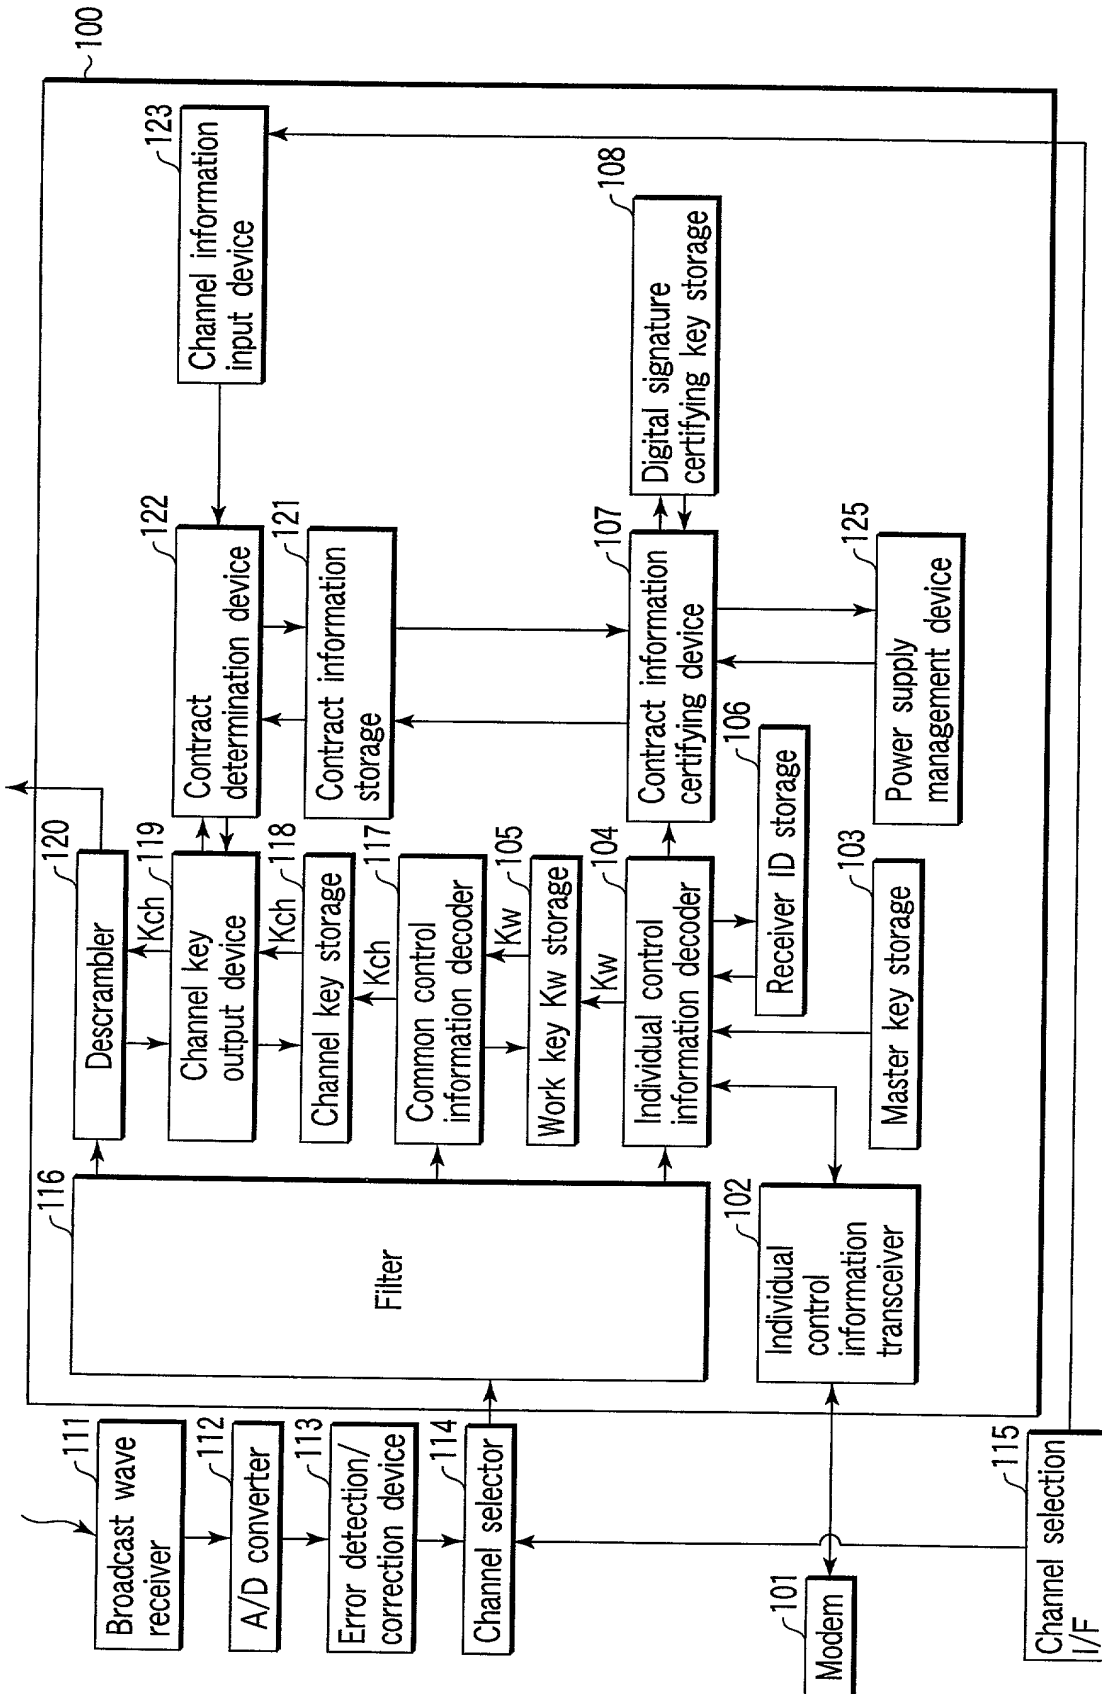 100
111
Broadcast wave
receiver
112
A/D converter
113
Error detection/
correction device
114
Channel selector
115
Channel selection
I/F
101
Modem
116
Filter
102
Individual
control
information
transceiver
120
Descrambler
Kch
119
Channel key
output device
Kch
118
Channel key storage
Kch
117
Common control
information decoder
Kw
105
Work key Kw storage
Kw
104
Individual control
information decoder
106
Receiver ID storage
103
Master key storage
122
Contract
determination device
121
Contract information
storage
107
Contract information
certifying device
125
Power supply
management device
123
Channel information
input device
108
Digital signature
certifying key storage